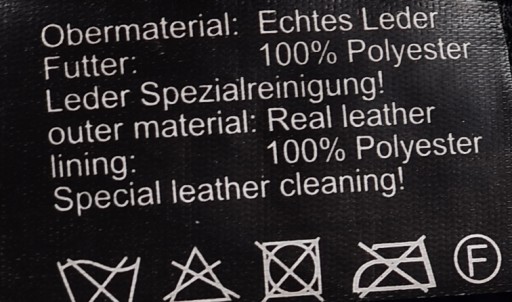 Obermaterial: Echtes Leder
Futter: 100% Polyester
Leder Spezialreinigung!
outer material: Real leather
lining: 100% Polyester
Special leather cleaning!
F